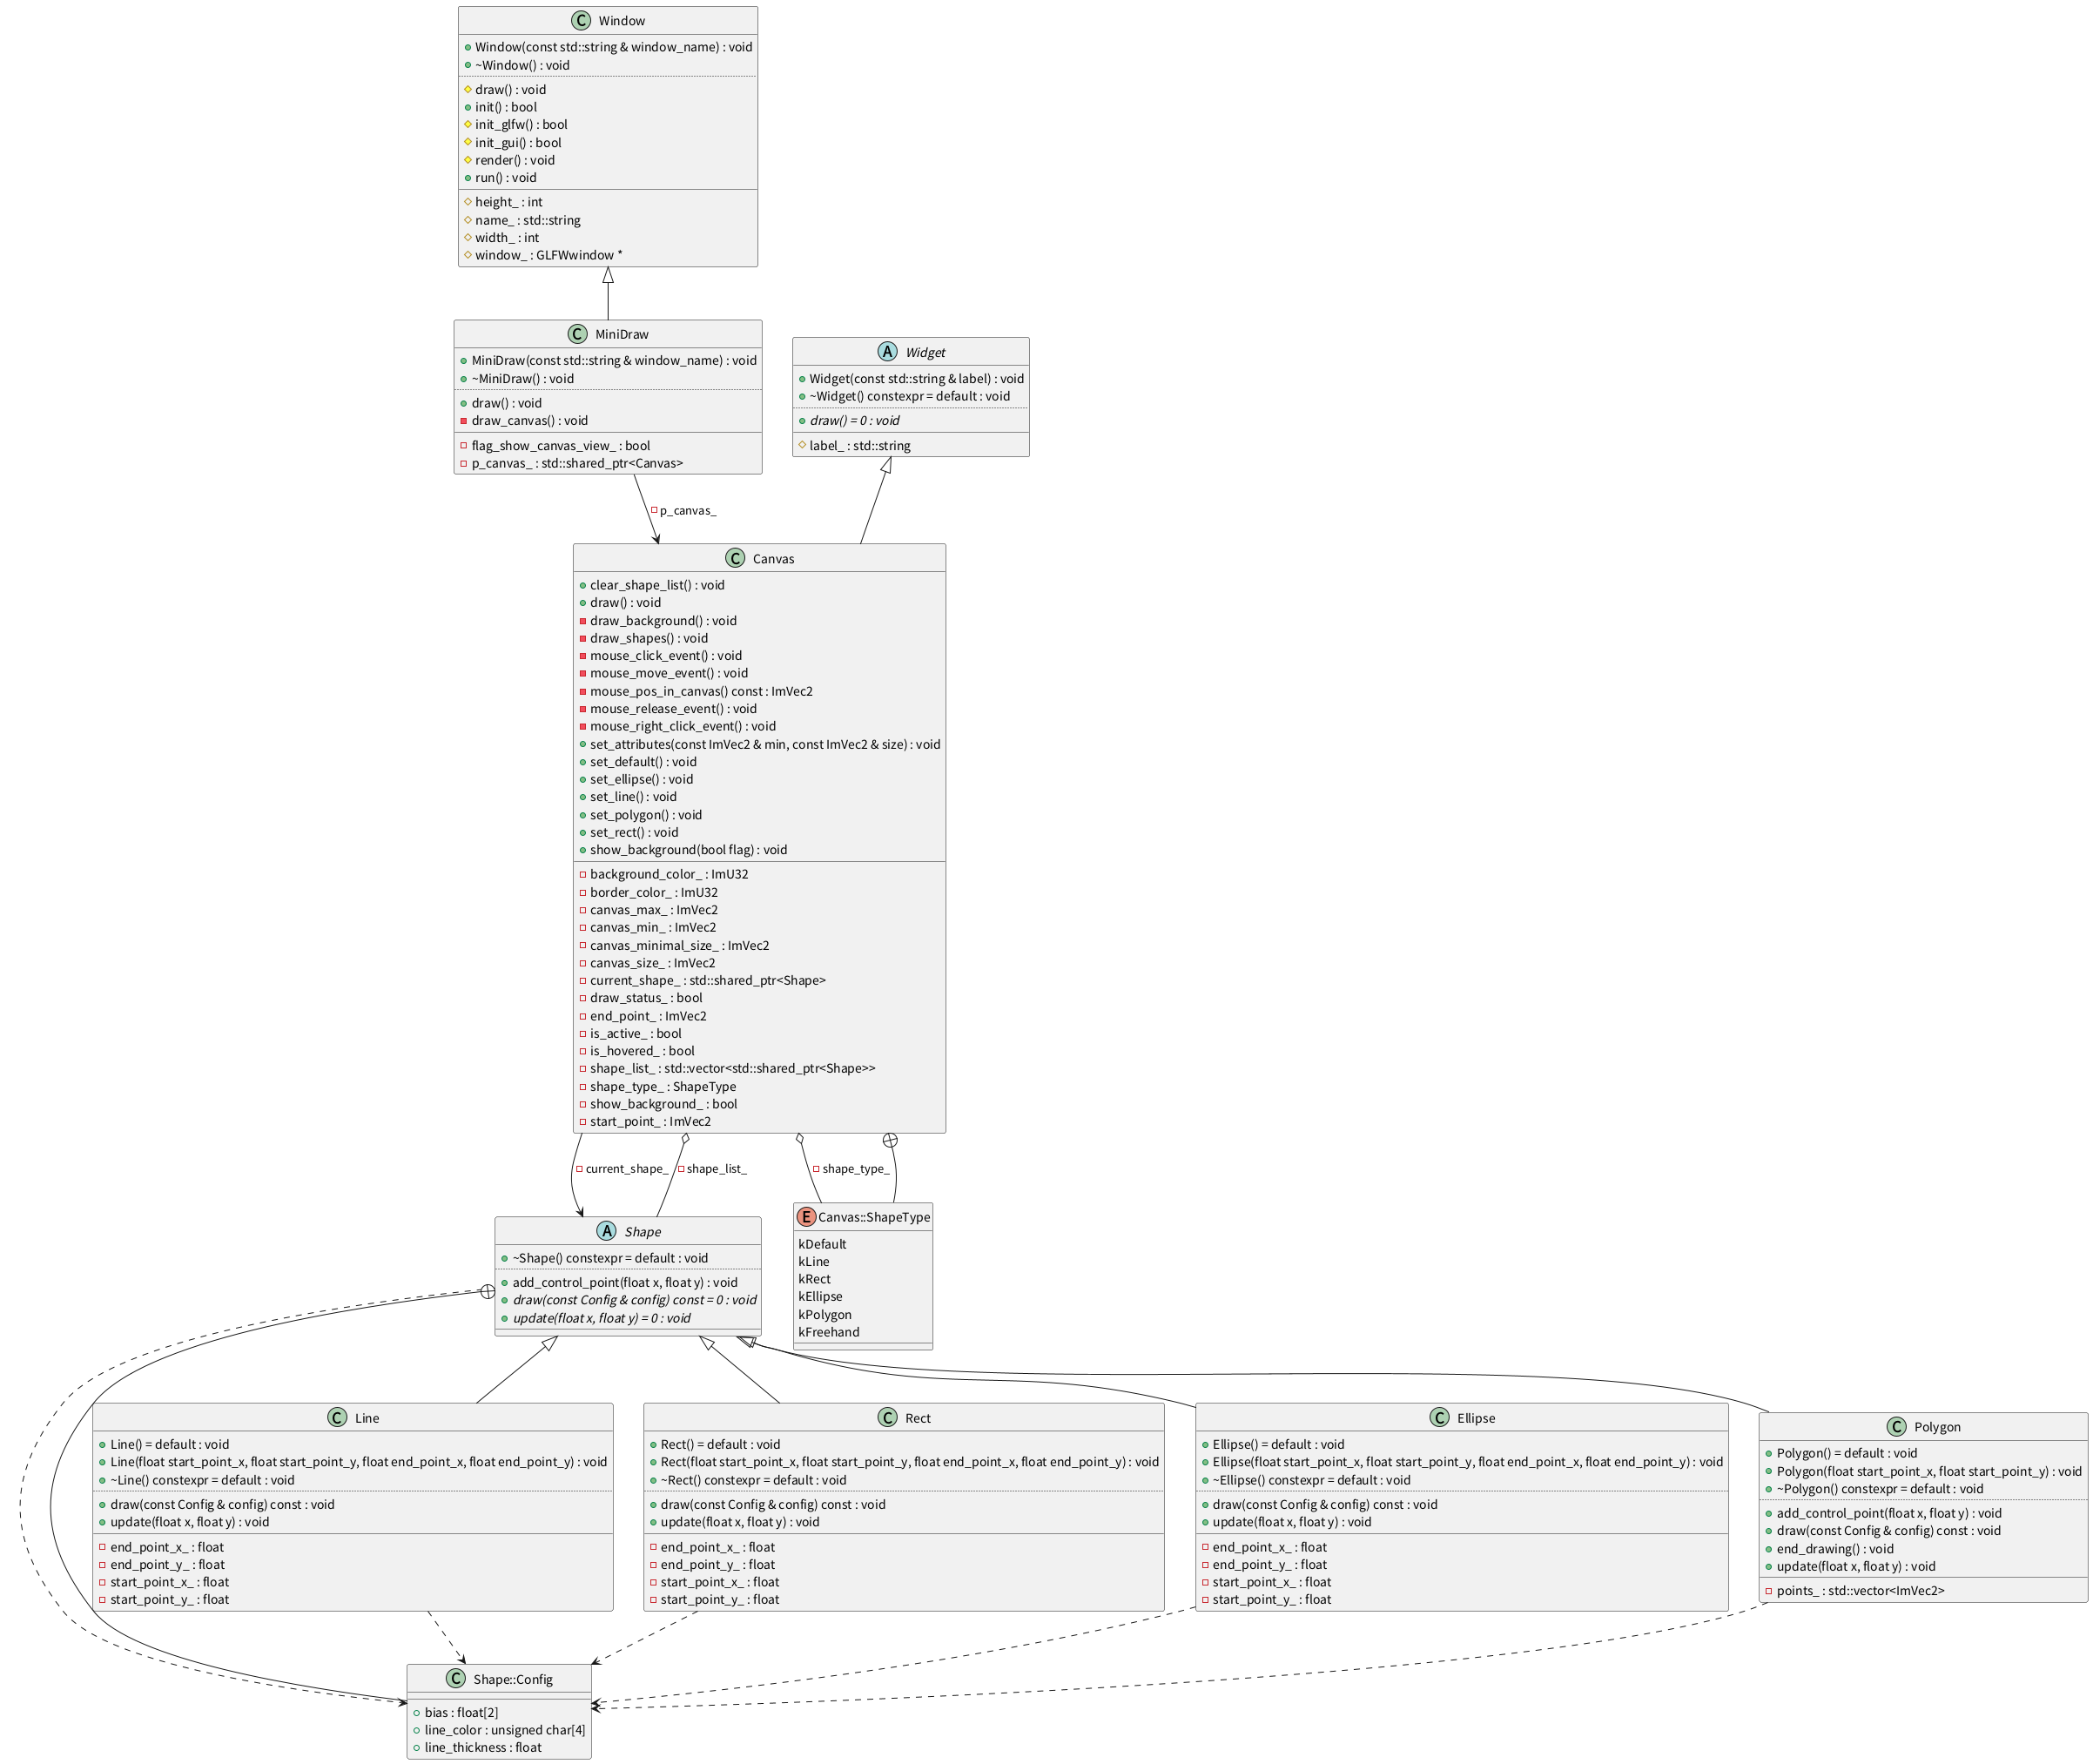 C Window
Window(const std::string & window_name) : void
~Window() : void
draw() : void
init() : bool
init_glfw() : bool
init_gui() : bool
render() : void
run() : void
height_ : int
name_ : std::string
width_ : int
window_ : GLFWwindow *
C MiniDraw
MiniDraw(const std::string & window_name) : void
~MiniDraw() : void
draw() : void
draw_canvas() : void
flag_show_canvas_view_ : bool
p_canvas_ : std::shared_ptr<Canvas>
A Widget
Widget(const std::string & label) : void
~Widget() constexpr = default : void
draw() = 0 : void
label_ : std::string
p_canvas_
C Canvas
clear_shape_list() : void
draw() : void
draw_background() : void
draw_shapes() : void
mouse_click_event() : void
mouse_move_event() : void
mouse_pos_in_canvas() const : ImVec2
mouse_release_event() : void
mouse_right_click_event() : void
set_attributes(const ImVec2 & min, const ImVec2 & size) : void
set_default() : void
set_ellipse() : void
set_line() : void
set_polygon() : void
set_rect() : void
show_background(bool flag) : void
background_color_ : ImU32
border_color_ : ImU32
canvas_max_ : ImVec2
canvas_min_ : ImVec2
canvas_minimal_size_ : ImVec2
canvas_size_ : ImVec2
current_shape_ : std::shared_ptr<Shape>
draw_status_ : bool
end_point_ : ImVec2
is_active_ : bool
is_hovered_ : bool
shape_list_ : std::vector<std::shared_ptr<Shape>>
shape_type_ : ShapeType
show_background_ : bool
start_point_ : ImVec2
current_shape_
shape_list_
shape_type_
A Shape
~Shape() constexpr = default : void
add_control_point(float x, float y) : void
draw(const Config & config) const = 0 : void
update(float x, float y) = 0 : void
E Canvas::ShapeType
kDefault
kLine
kRect
kEllipse
kPolygon
kFreehand
C Line
Line() = default : void
Line(float start_point_x, float start_point_y, float end_point_x, float end_point_y) : void
~Line() constexpr = default : void
draw(const Config & config) const : void
update(float x, float y) : void
end_point_x_ : float
end_point_y_ : float
start_point_x_ : float
start_point_y_ : float
C Rect
Rect() = default : void
Rect(float start_point_x, float start_point_y, float end_point_x, float end_point_y) : void
~Rect() constexpr = default : void
draw(const Config & config) const : void
update(float x, float y) : void
end_point_x_ : float
end_point_y_ : float
start_point_x_ : float
start_point_y_ : float
C Ellipse
Ellipse() = default : void
Ellipse(float start_point_x, float start_point_y, float end_point_x, float end_point_y) : void
~Ellipse() constexpr = default : void
draw(const Config & config) const : void
update(float x, float y) : void
end_point_x_ : float
end_point_y_ : float
start_point_x_ : float
start_point_y_ : float
C Polygon
Polygon() = default : void
Polygon(float start_point_x, float start_point_y) : void
~Polygon() constexpr = default : void
add_control_point(float x, float y) : void
draw(const Config & config) const : void
end_drawing() : void
update(float x, float y) : void
points_ : std::vector<ImVec2>
C Shape::Config
bias : float[2]
line_color : unsigned char[4]
line_thickness : float